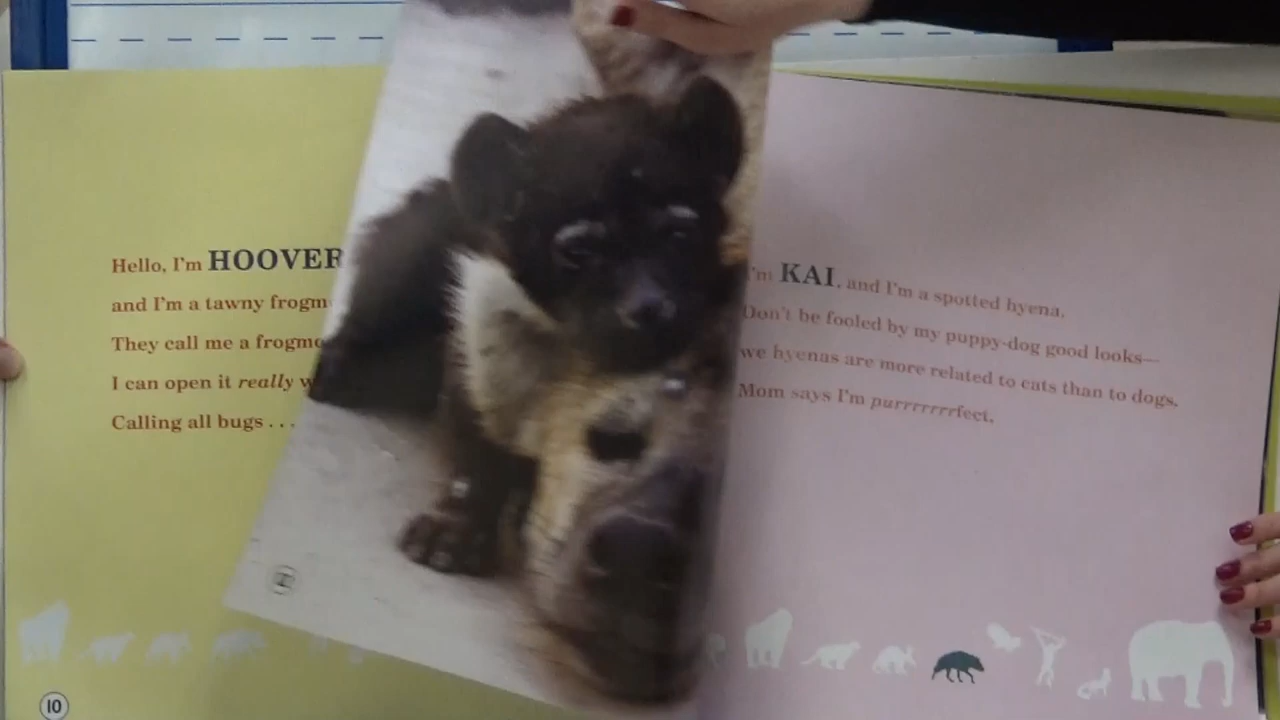 Hello, I'm HOOVER
and I'm a tawny frogm
They call me a frogmo
I can open it really w
Calling all bugs . . .
10
I'm KAI, and I'm a spotted hyena.
Don't be fooled by my puppy-dog good looks—
we hyenas are more related to cats than to dogs.
Mom says I'm purrrrrrrfect.